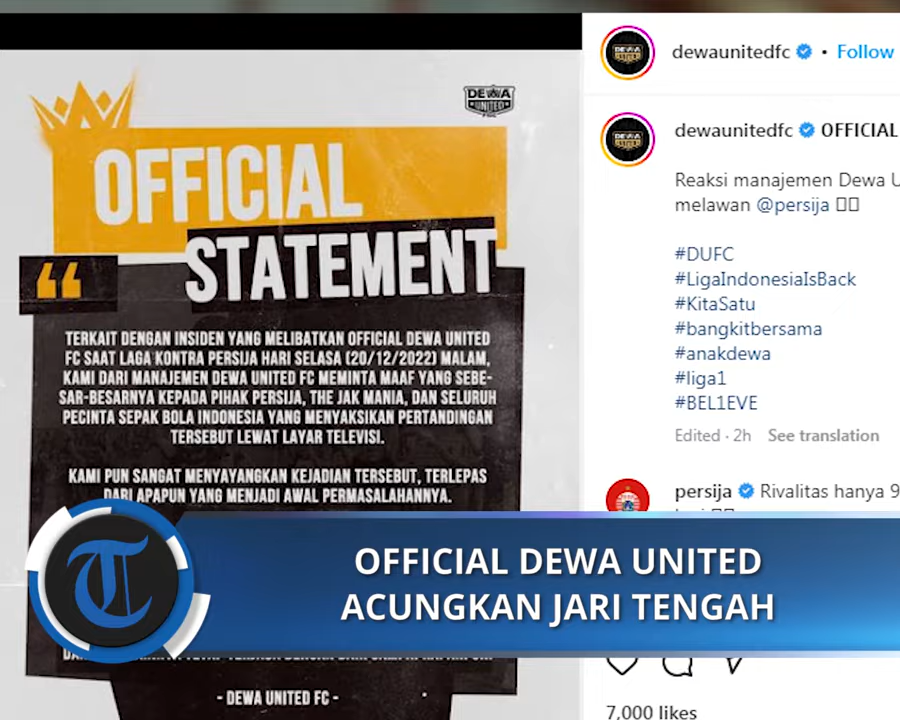 DEWA
UNITED
OFFICIAL
STATEMENT
“
TERKAIT DENGAN INSIDEN YANG MELIBATKAN OFFICIAL DEWA UNITED
FC SAAT LAGA KONTRA PERSIJA HARI SELASA (20/12/2022) MALAM,
KAMI DARI MANAJEMEN DEWA UNITED FC MEMINTA MAAF YANG SEBE-
SAR-BESARNYA KEPADA PIHAK PERSIJA, THE JAK MANIA, DAN SELURUH
PECINTA SEPAK BOLA INDONESIA YANG MENYAKSIKAN PERTANDINGAN
TERSEBUT LEWAT LAYAR TELEVISI.
KAMI PUN SANGAT MENYAYANGKAN KEJADIAN TERSEBUT, TERLEPAS
DARI APAPUN YANG MENJADI AWAL PERMASALAHANNYA.
- DEWA UNITED FC -
dewaunitedfc • Follow
dewaunitedfc OFFICIAL
Reaksi manajemen Dewa U
melawan @persija
#DUFC
#LigaIndonesiaIsBack
#KitaSatu
#bangkitbersama
#anakdewa
#liga1
#BEL1EVE
Edited · 2h See translation
persija Rivalitas hanya 9
7,000 likes
T
OFFICIAL DEWA UNITED
ACUNGKAN JARI TENGAH